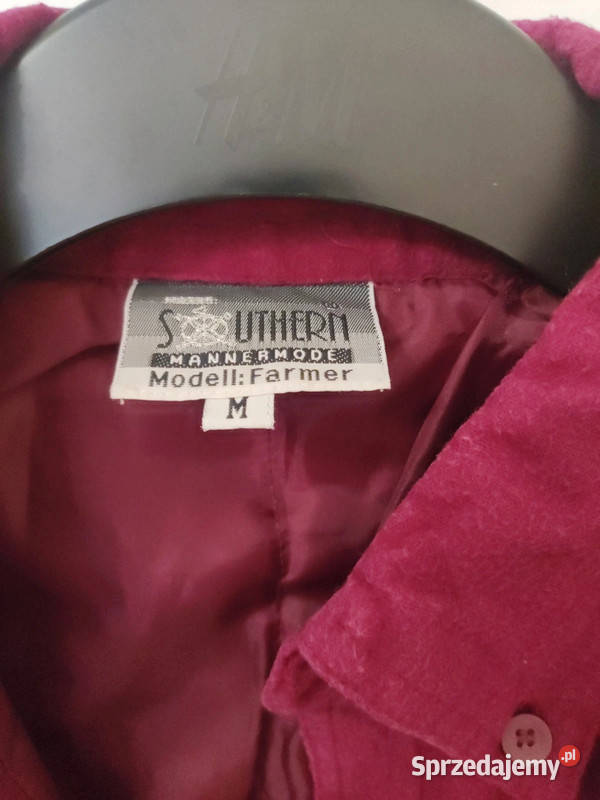 H&M
SOUTHERN
MANNERMODE
Modell: Farmer
M
Sprzedajemy.pl